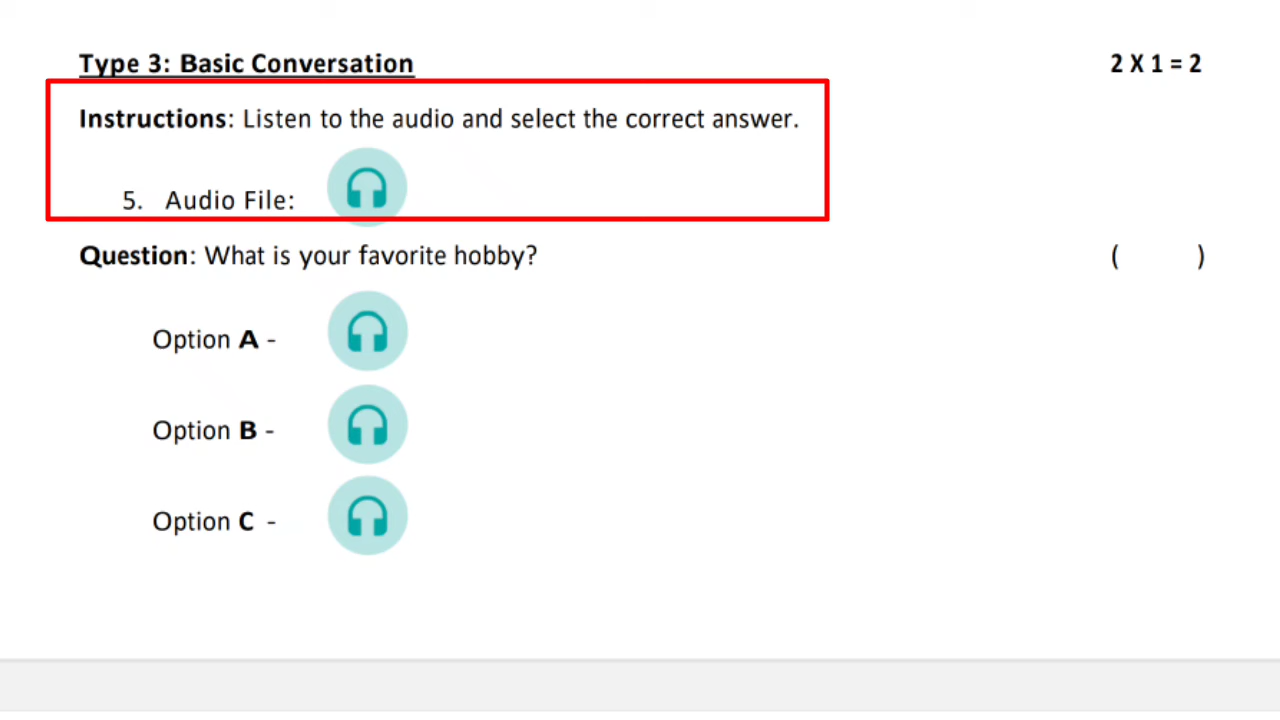 Type 3: Basic Conversation 2 X 1 = 2
Instructions: Listen to the audio and select the correct answer.
5. Audio File:
Question: What is your favorite hobby? ( )
Option A -
Option B -
Option C -